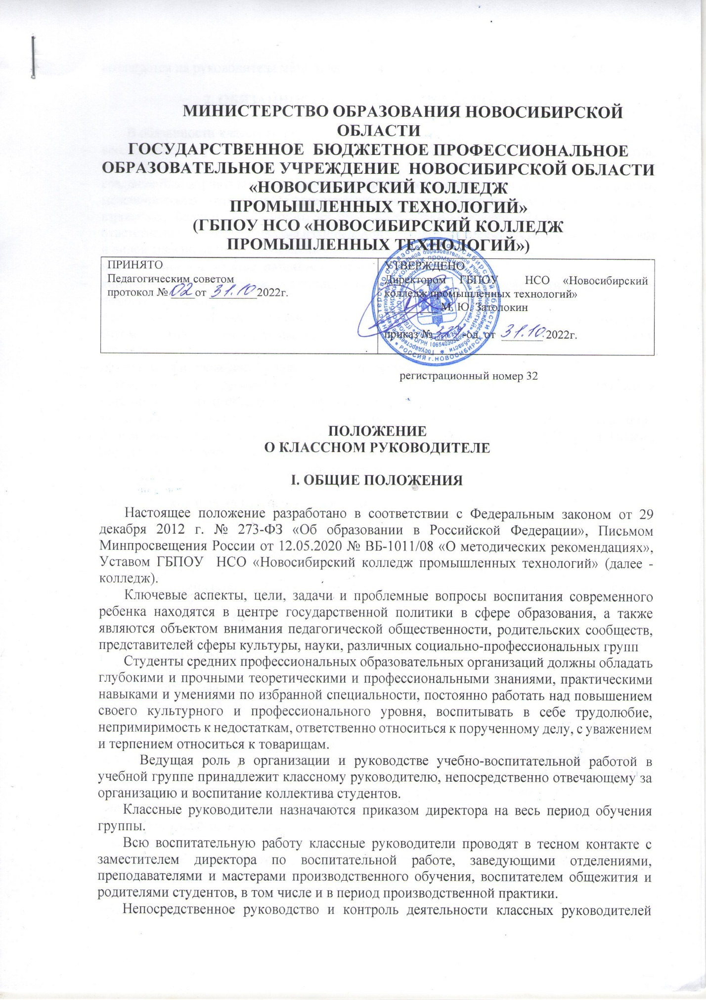 МИНИСТЕРСТВО ОБРАЗОВАНИЯ НОВОСИБИРСКОЙ
ОБЛАСТИ
ГОСУДАРСТВЕННОЕ БЮДЖЕТНОЕ ПРОФЕССИОНАЛЬНОЕ
ОБРАЗОВАТЕЛЬНОЕ УЧРЕЖДЕНИЕ НОВОСИБИРСКОЙ ОБЛАСТИ
«НОВОСИБИРСКИЙ КОЛЛЕДЖ
ПРОМЫШЛЕННЫХ ТЕХНОЛОГИЙ»
(ГБПОУ НСО «НОВОСИБИРСКИЙ КОЛЛЕДЖ
ПРОМЫШЛЕННЫХ ТЕХНОЛОГИЙ»)
ПРИНЯТО
Педагогическим советом
протокол № 02 от 31.10 2022г.
УТВЕРЖДЕНО
Директором ГБПОУ НСО «Новосибирский
колледж промышленных технологий»
М. Ю. Затолокин
приказ № -од от 31.10. 2022г.
регистрационный номер 32
ПОЛОЖЕНИЕ
О КЛАССНОМ РУКОВОДИТЕЛЕ
I. ОБЩИЕ ПОЛОЖЕНИЯ
Настоящее положение разработано в соответствии с Федеральным законом от 29
декабря 2012 г. № 273-ФЗ «Об образовании в Российской Федерации», Письмом
Минпросвещения России от 12.05.2020 № ВБ-1011/08 «О методических рекомендациях»,
Уставом ГБПОУ НСО «Новосибирский колледж промышленных технологий» (далее -
колледж).
Ключевые аспекты, цели, задачи и проблемные вопросы воспитания современного
ребенка находятся в центре государственной политики в сфере образования, а также
являются объектом внимания педагогической общественности, родительских сообществ,
представителей сферы культуры, науки, различных социально-профессиональных групп
Студенты средних профессиональных образовательных организаций должны обладать
глубокими и прочными теоретическими и профессиональными знаниями, практическими
навыками и умениями по избранной специальности, постоянно работать над повышением
своего культурного и профессионального уровня, воспитывать в себе трудолюбие,
непримиримость к недостаткам, ответственно относиться к порученному делу, с уважением
и терпением относиться к товарищам.
Ведущая роль в организации и руководстве учебно-воспитательной работой в
учебной группе принадлежит классному руководителю, непосредственно отвечающему за
организацию и воспитание коллектива студентов.
Классные руководители назначаются приказом директора на весь период обучения
группы.
Всю воспитательную работу классные руководители проводят в тесном контакте с
заместителем директора по воспитательной работе, заведующими отделениями,
преподавателями и мастерами производственного обучения, воспитателем общежития и
родителями студентов, в том числе и в период производственной практики.
Непосредственное руководство и контроль деятельности классных руководителей